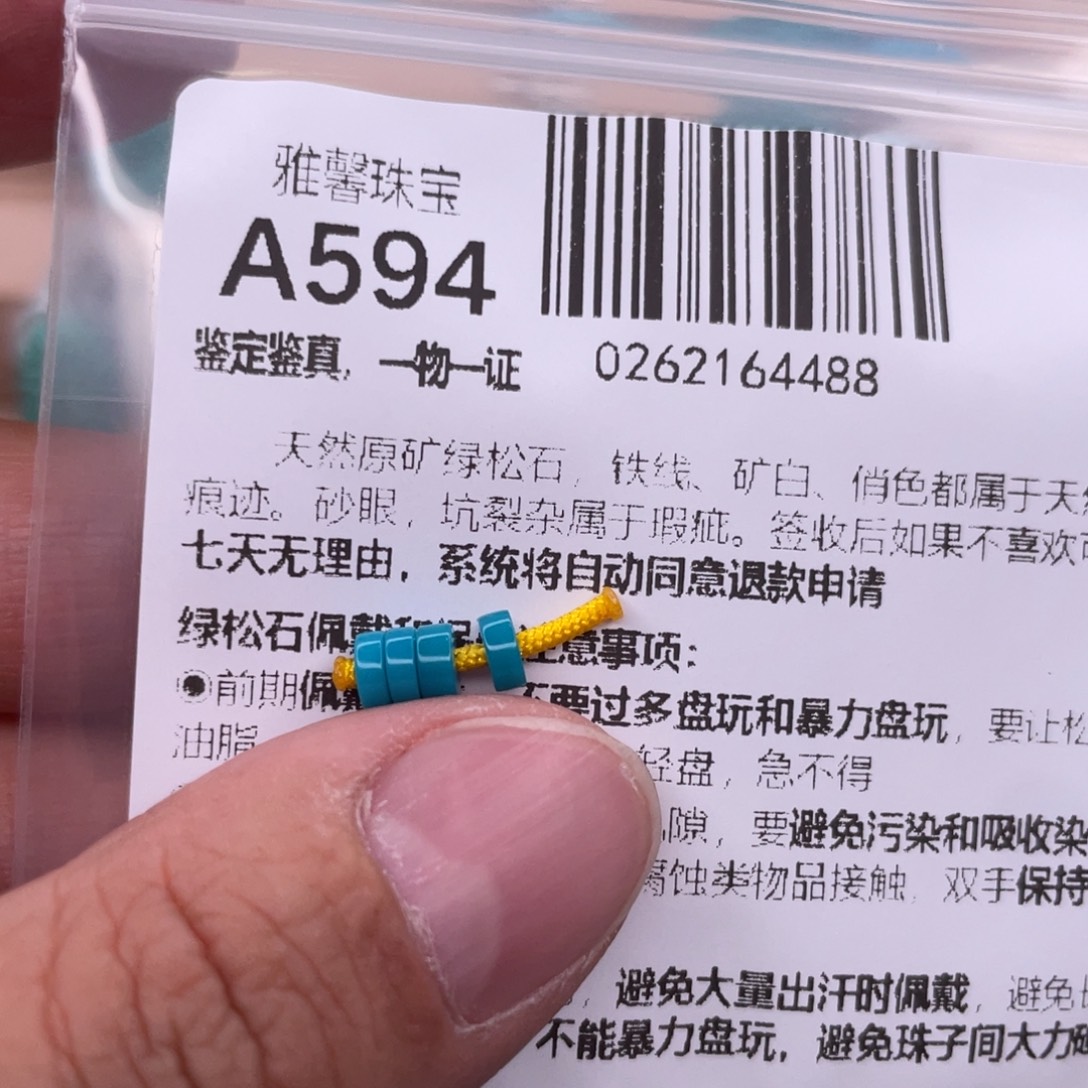 雅馨珠宝
A594
鉴定鉴真，一物一证
0262164488
天然原矿绿松石，铁线、矿白、俏色都属于天
痕迹。砂眼，坑裂杂属于瑕疵。签收后如果不喜欢
七天无理由，系统将自动同意退款申请
绿松石佩戴 意事项：
◉前期佩 不要过多盘玩和暴力盘玩，要让松
油脂 轻盘，急不得
隙，要避免污染和吸收染
腐蚀类物品接触，双手保持
，避免大量出汗时佩戴，避免
不能暴力盘玩，避免珠子间大力